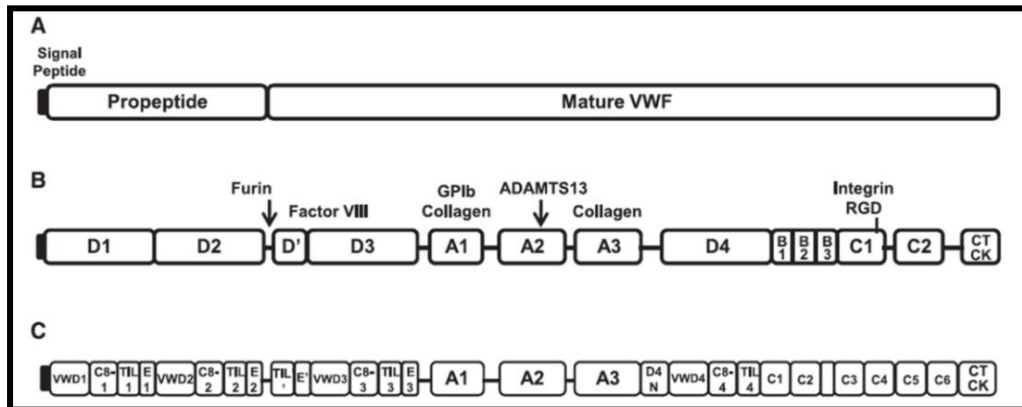 A
Signal
Peptide
Propeptide Mature VWF
B
Furin Factor VIII GPIb
Collagen ADAMTS13 Collagen Integrin
RGD
D1 D2 D' D3 A1 A2 A3 D4 B
1 B
2 B
3 C1 C2 CT
CK
C
VWD1 C8-
1 TIL
1 E
1 VWD2 C8-
2 TIL
2 E
2 TIL
' E' VWD3 C8-
3 TIL
3 E
3 A1 A2 A3 D4
N VWD4 C8-
4 TIL
4 C1 C2 C3 C4 C5 C6 CT
CK